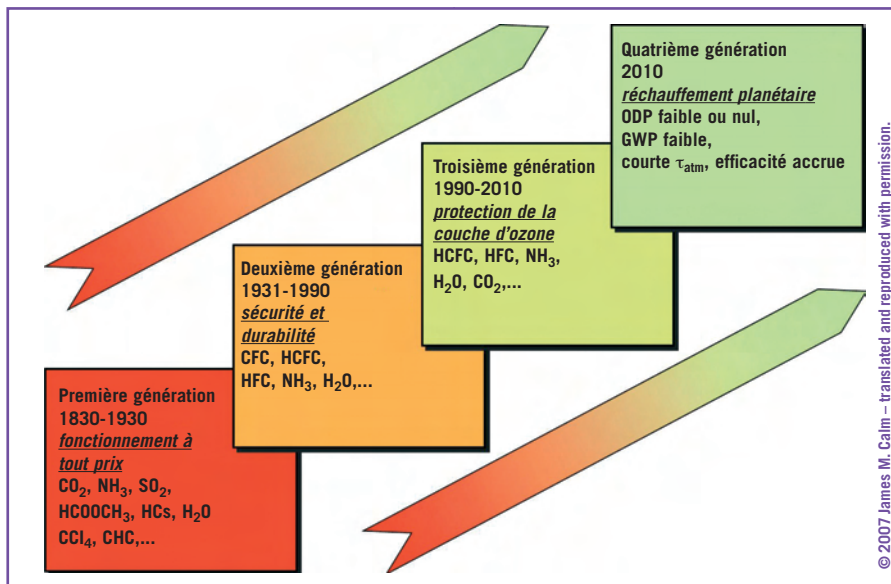 Première génération
1830-1930
fonctionnement à
tout prix
CO₂, NH₃, SO₂,
HCOOCH₃, HCs, H₂O
CCl₄, CHC,...
Deuxième génération
1931-1990
sécurité et
durabilité
CFC, HCFC,
HFC, NH₃, H₂O,...
Troisième génération
1990-2010
protection de la
couche d'ozone
HCFC, HFC, NH₃,
H₂O, CO₂,...
Quatrième génération
2010
réchauffement planétaire
ODP faible ou nul,
GWP faible,
courte τatm, efficacité accrue
© 2007 James M. Calm – translated and reproduced with permission.